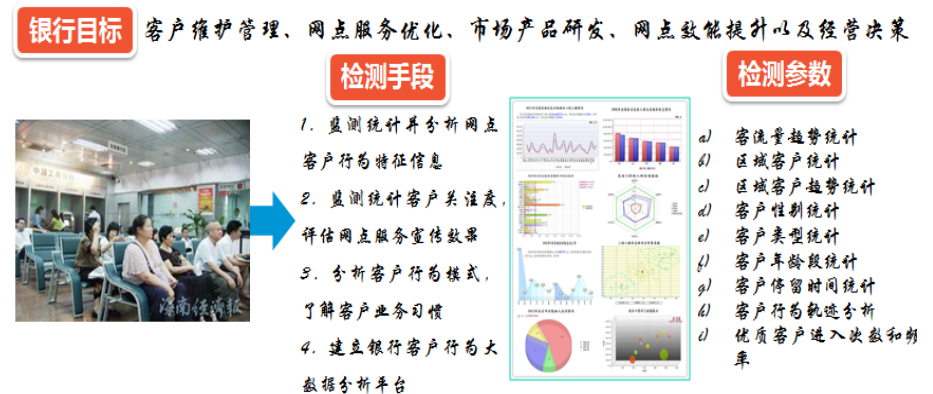 银行目标
客户维护管理、网点服务优化、市场产品研发、网点效能提升以及经营决策
检测手段
检测参数
1. 监测统计并分析网点
客户行为特征信息
2. 监测统计客户关注度，
评估网点服务宣传效果
3. 分析客户行为模式，
了解客户业务习惯
4. 建立银行客户行为大
数据分析平台
海南经济报
a) 客流量趋势统计
b) 区域客户统计
c) 区域客户趋势统计
d) 客户性别统计
e) 客户类型统计
f) 客户年龄段统计
g) 客户停留时间统计
h) 客户行为轨迹分析
i) 优质客户进入次数和频
率